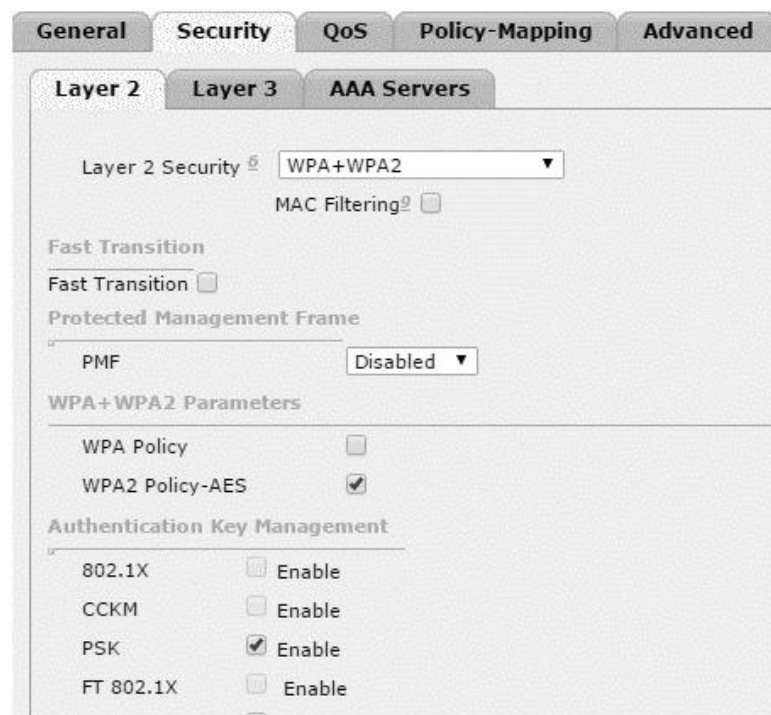 General Security QoS Policy-Mapping Advanced
Layer 2 Layer 3 AAA Servers
Layer 2 Security 6 WPA+WPA2
MAC Filtering9
Fast Transition
Fast Transition
Protected Management Frame
PMF Disabled
WPA+WPA2 Parameters
WPA Policy
WPA2 Policy-AES
Authentication Key Management
802.1X Enable
CCKM Enable
PSK Enable
FT 802.1X Enable